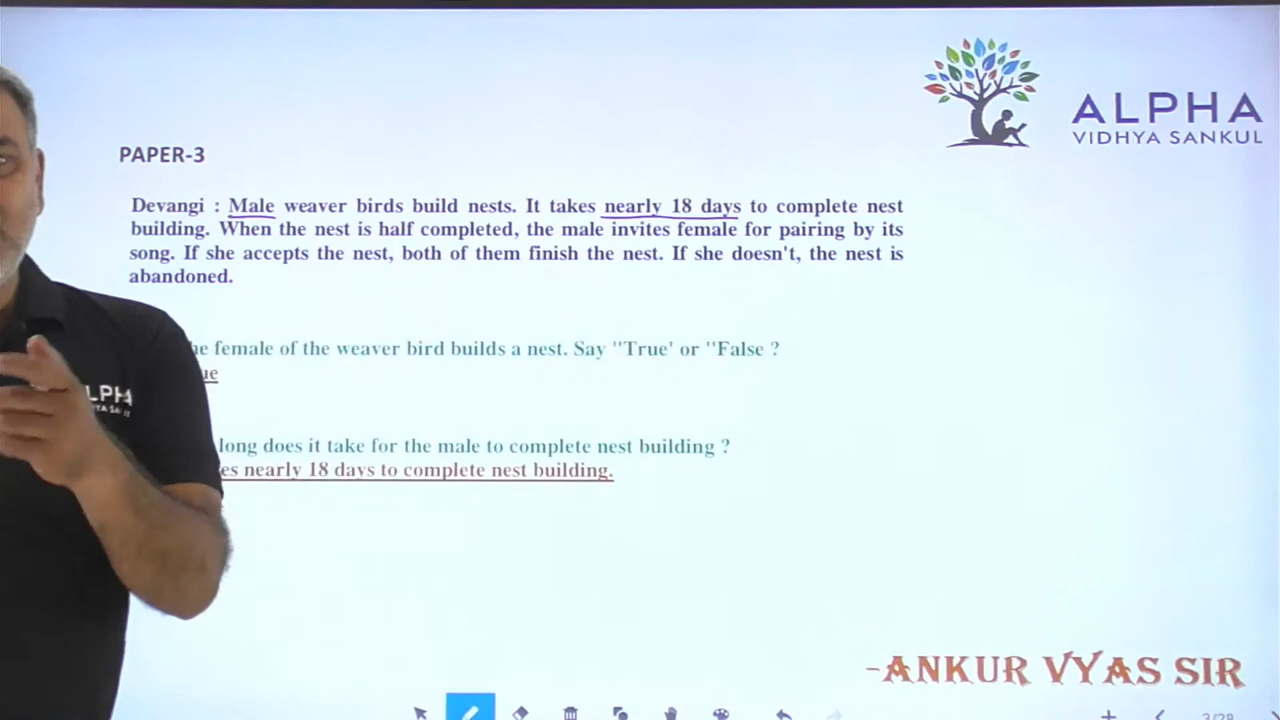 ALPHA
VIDHYA SANKUL
PAPER-3
Devangi : Male weaver birds build nests. It takes nearly 18 days to complete nest
building. When the nest is half completed, the male invites female for pairing by its
song. If she accepts the nest, both of them finish the nest. If she doesn't, the nest is
abandoned.
female of the weaver bird builds a nest. Say "True' or "False ?
long does it take for the male to complete nest building ?
nearly 18 days to complete nest building.
-ANKUR VYAS SIR